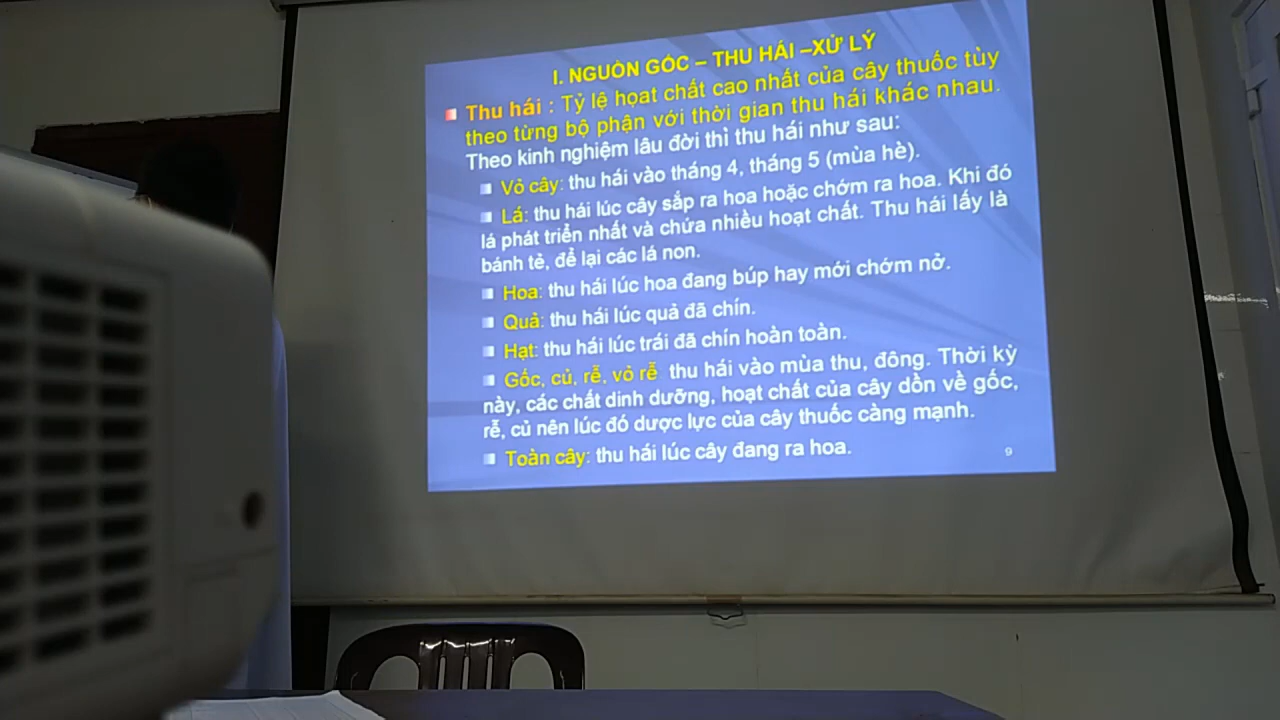 I. NGUỒN GỐC – THU HÁI –XỬ LÝ
Thu hái : Tỷ lệ họat chất cao nhất của cây thuốc tùy
theo từng bộ phận với thời gian thu hái khác nhau.
Theo kinh nghiệm lâu đời thì thu hái như sau:
Vỏ cây: thu hái vào tháng 4, tháng 5 (mùa hè).
Lá: thu hái lúc cây sắp ra hoa hoặc chớm ra hoa. Khi đó
lá phát triển nhất và chứa nhiều hoạt chất. Thu hái lấy là
bánh tẻ, để lại các lá non.
Hoa: thu hái lúc hoa đang búp hay mới chớm nở.
Quả: thu hái lúc quả đã chín.
Hạt: thu hái lúc trái đã chín hoàn toàn.
Gốc, củ, rễ, vỏ rễ thu hái vào mùa thu, đông. Thời kỳ
này, các chất dinh dưỡng, hoạt chất của cây dồn về gốc,
rễ, củ nên lúc đó dược lực của cây thuốc càng mạnh.
Toàn cây: thu hái lúc cây đang ra hoa.
9